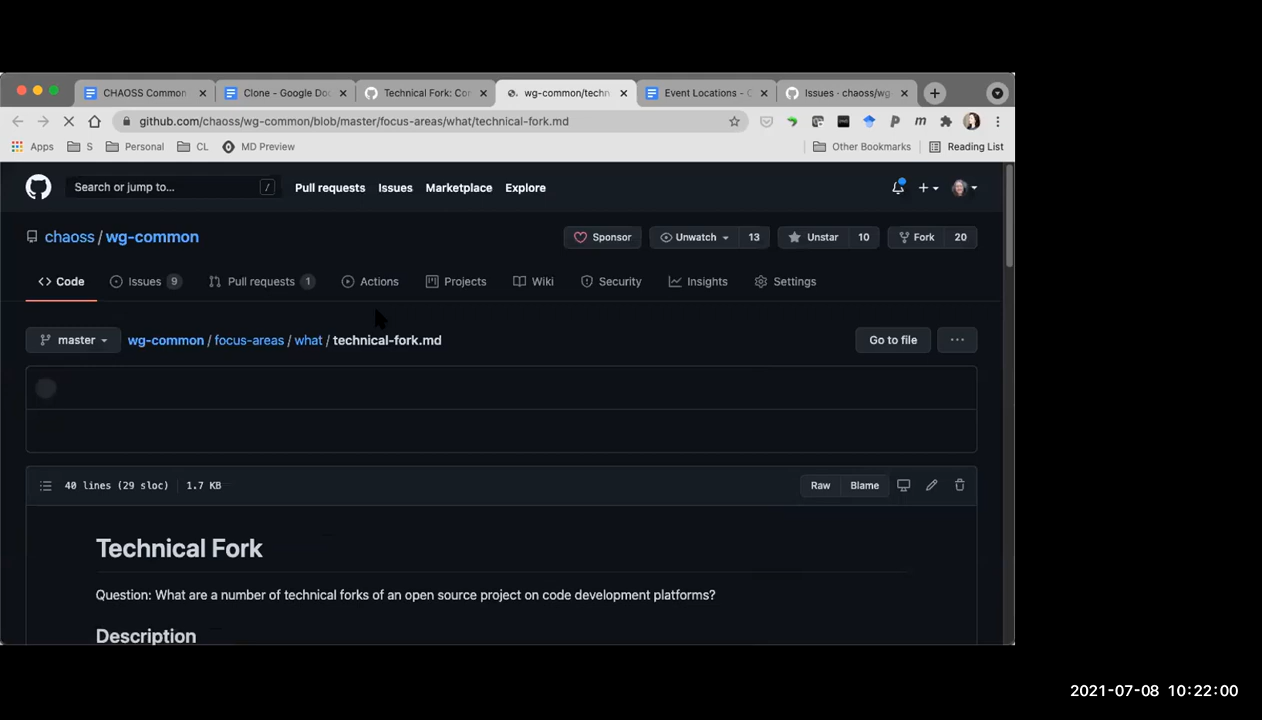 CHAOSS Common
Clone - Google Doc
Technical Fork: Cor
wg-common/techn
Event Locations - C
Issues · chaoss/wg-
github.com/chaoss/wg-common/blob/master/focus-areas/what/technical-fork.md
Apps
S
Personal
CL
MD Preview
Other Bookmarks
Reading List
Search or jump to...
/
Pull requests
Issues
Marketplace
Explore
chaoss / wg-common
Sponsor
Unwatch
13
Unstar
10
Fork
20
Code
Issues 9
Pull requests 1
Actions
Projects
Wiki
Security
Insights
Settings
master
wg-common / focus-areas / what / technical-fork.md
Go to file
...
40 lines (29 sloc)
1.7 KB
Raw
Blame
Technical Fork
Question: What are a number of technical forks of an open source project on code development platforms?
Description
2021-07-08 10:22:00